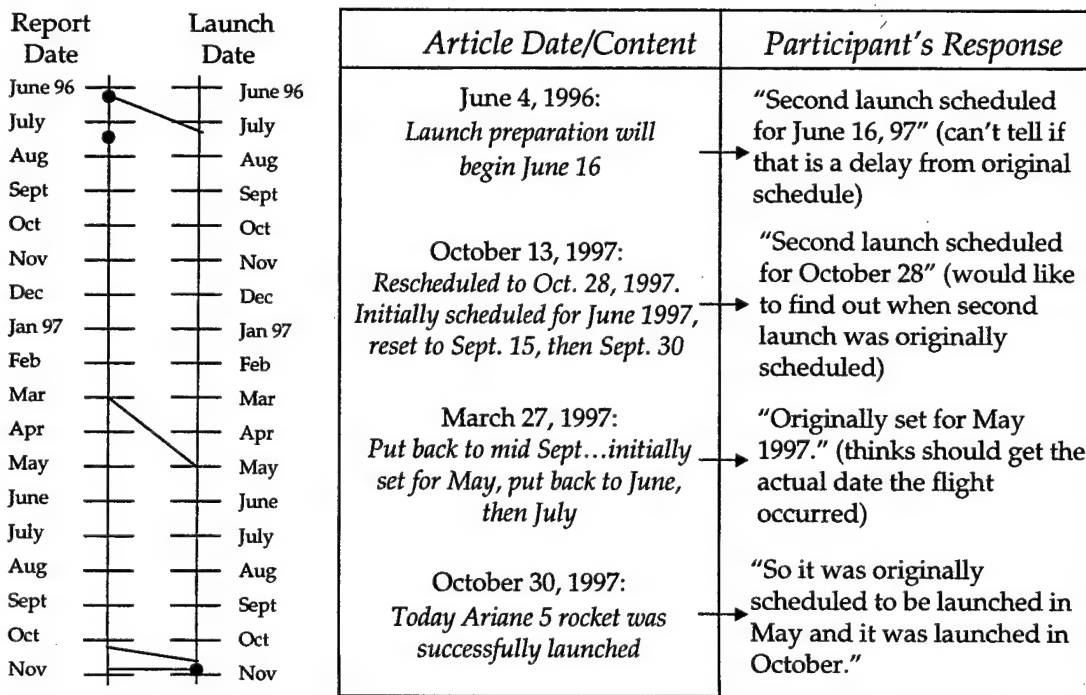 Report
Date
Launch
Date
June 96
July
Aug
Sept
Oct
Nov
Dec
Jan 97
Feb
Mar
Apr
May
June
July
Aug
Sept
Oct
Nov
June 96
July
Aug
Sept
Oct
Nov
Dec
Jan 97
Feb
Mar
Apr
May
June
July
Aug
Sept
Oct
Nov
Article Date/Content
Participant's Response
June 4, 1996:
Launch preparation will
begin June 16
"Second launch scheduled
for June 16, 97" (can't tell if
that is a delay from original
schedule)
October 13, 1997:
Rescheduled to Oct. 28, 1997.
Initially scheduled for June 1997,
reset to Sept. 15, then Sept. 30
"Second launch scheduled
for October 28" (would like
to find out when second
launch was originally
scheduled)
March 27, 1997:
Put back to mid Sept...initially
set for May, put back to June,
then July
"Originally set for May
1997." (thinks should get the
actual date the flight
occurred)
October 30, 1997:
Today Ariane 5 rocket was
successfully launched
"So it was originally
scheduled to be launched in
May and it was launched in
October."